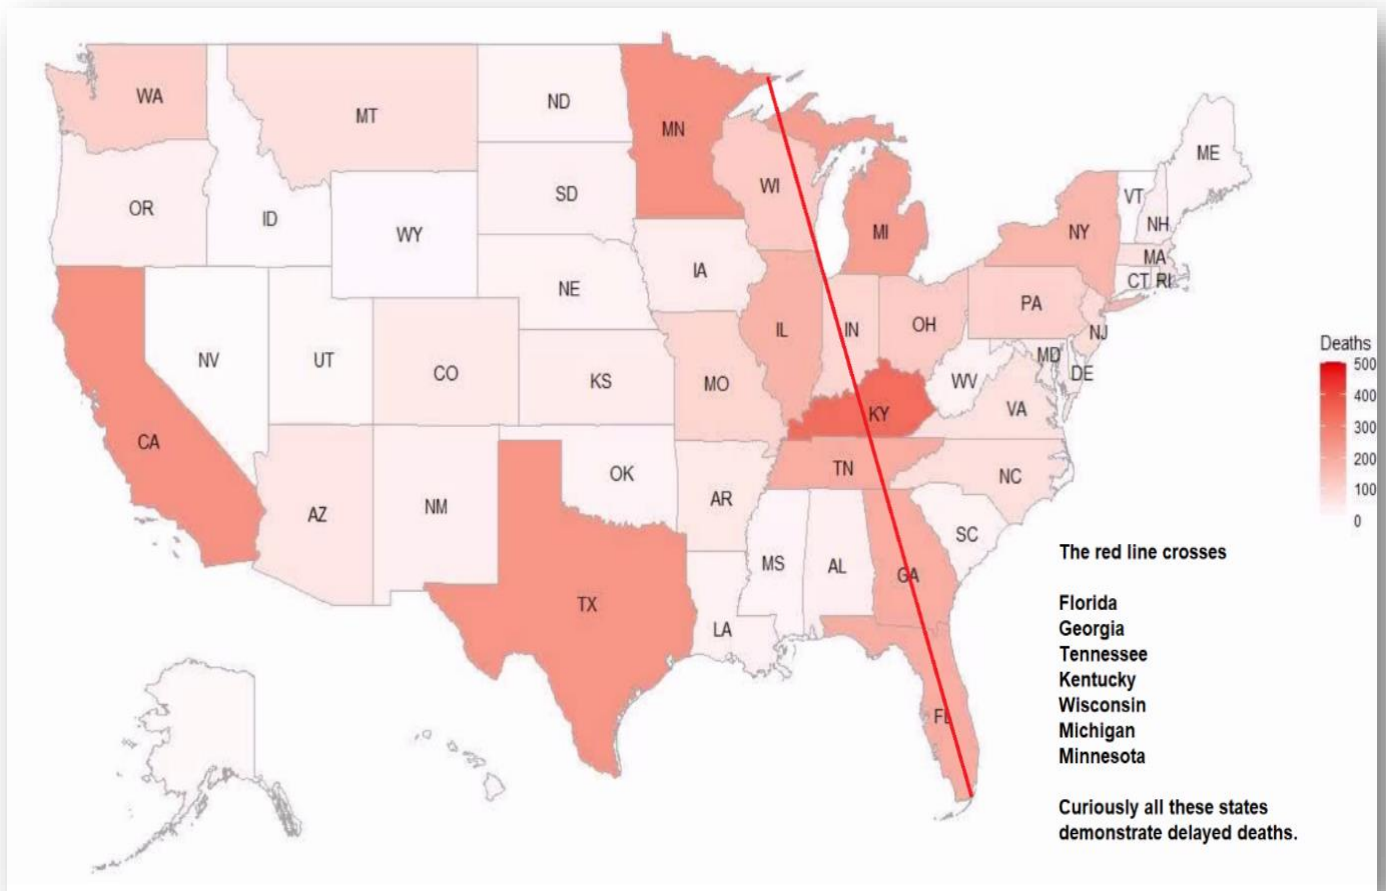 WA
MT
ND
MN
ME
OR
ID
SD
WI
VT
NH
WY
MI
NY
MA
CT RI
IA
NE
PA
NV
UT
CO
KS
MO
IL
IN
OH
NJ
MD
DE
WV
VA
KY
CA
AZ
NM
OK
AR
TN
NC
SC
MS
AL
GA
TX
LA
FL
Deaths
500
400
300
200
100
0
The red line crosses
Florida
Georgia
Tennessee
Kentucky
Wisconsin
Michigan
Minnesota
Curiously all these states
demonstrate delayed deaths.